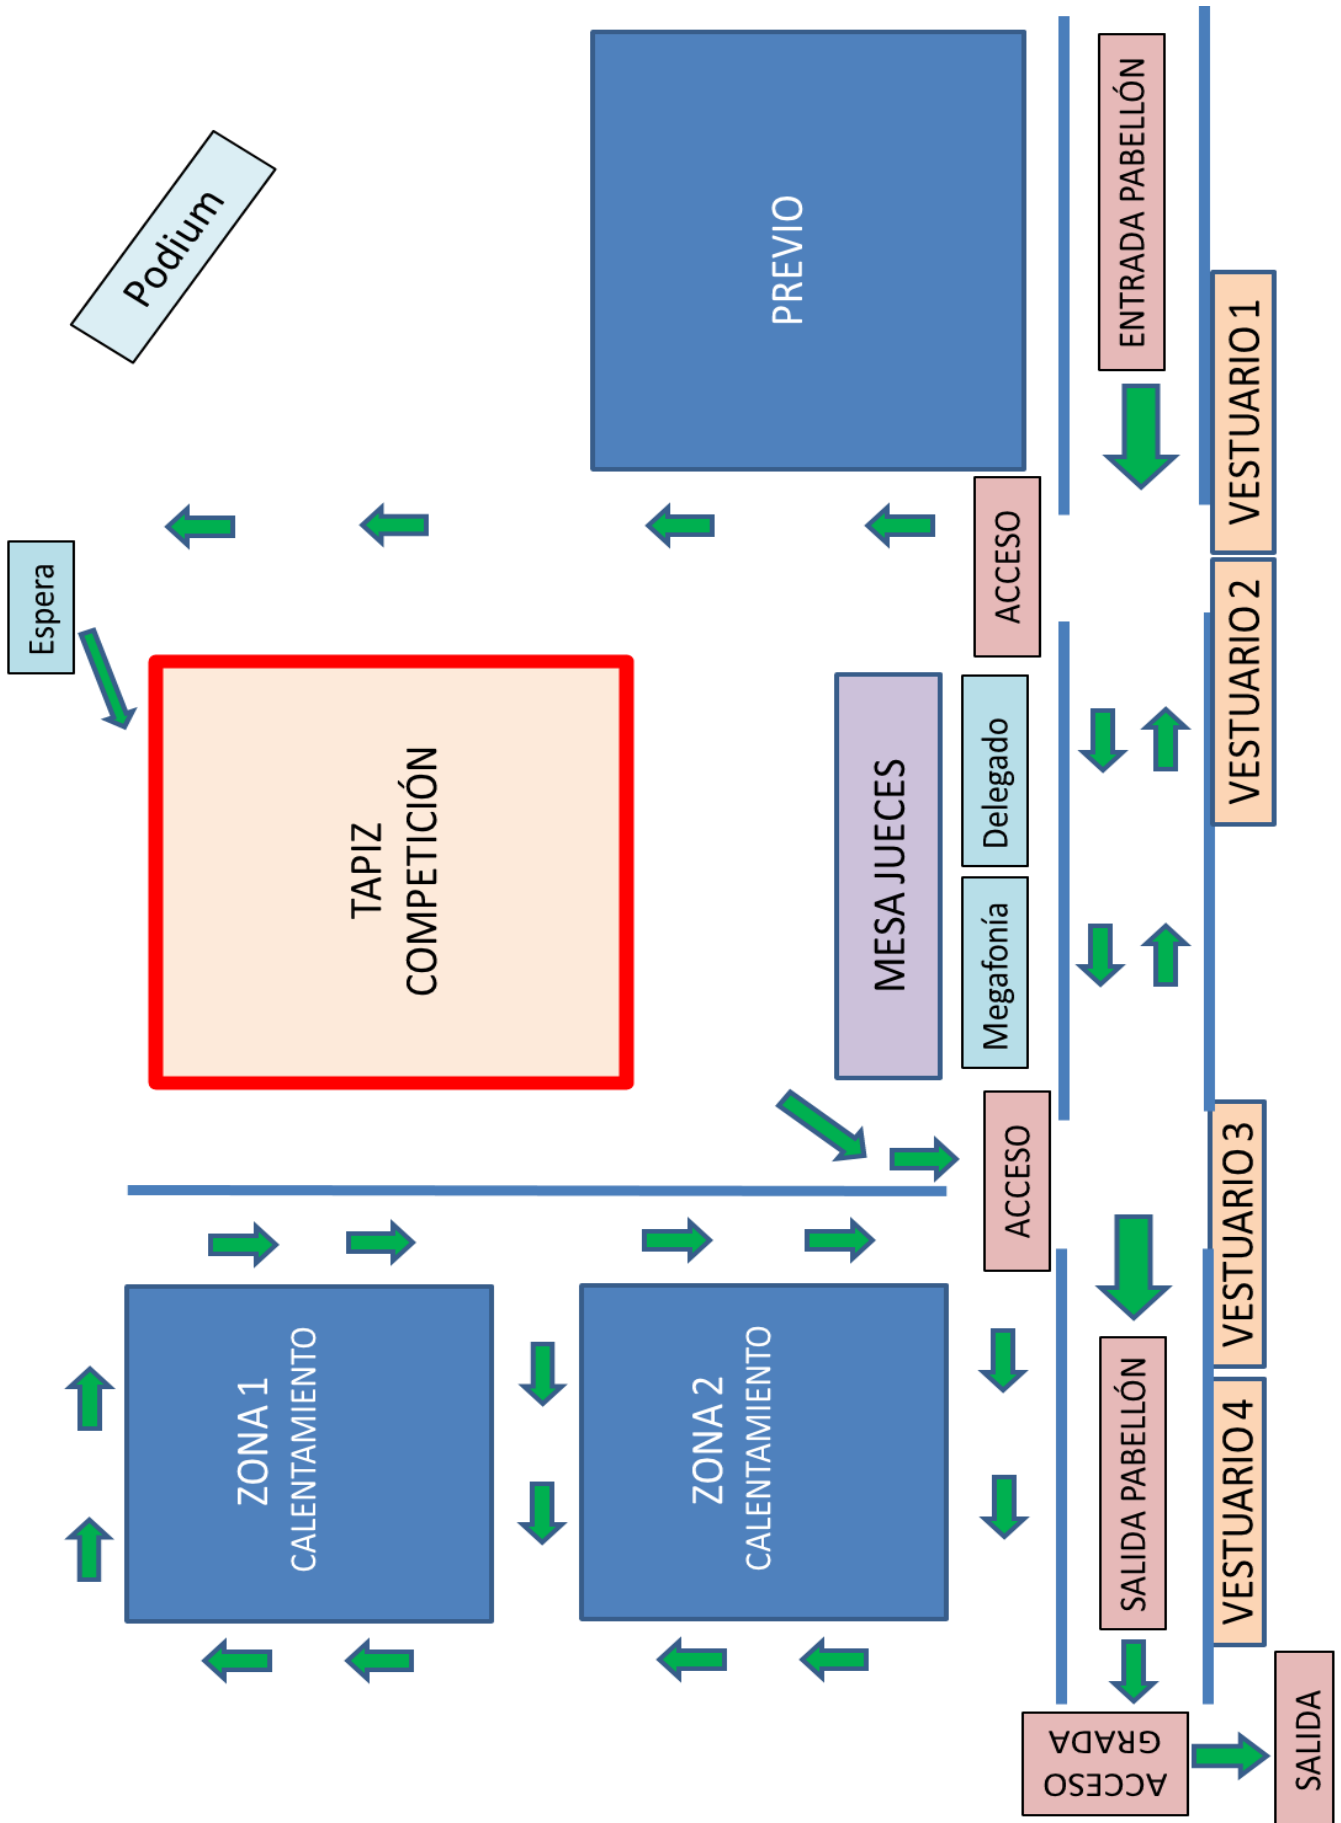 Podium
PREVIO
ENTRADA PABELLÓN
VESTUARIO 1
Espera
ACCESO
VESTUARIO 2
TAPIZ
COMPETICIÓN
MESA JUECES
Delegado
Megafonía
ACCESO
VESTUARIO 3
ZONA 1
CALENTAMIENTO
ZONA 2
CALENTAMIENTO
SALIDA PABELLÓN
VESTUARIO 4
ACCESO
GRADA
SALIDA